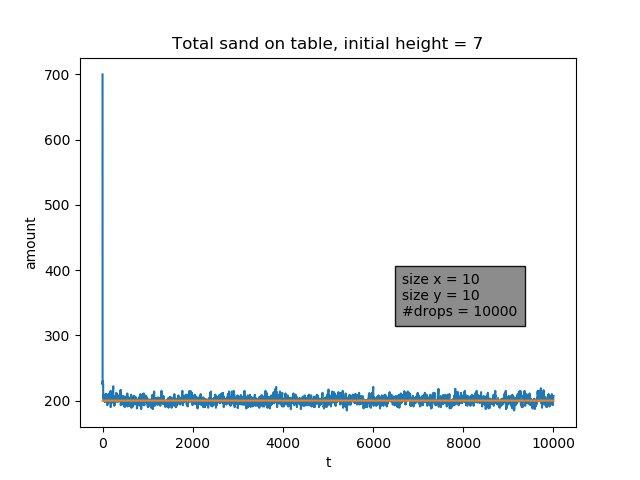 Total sand on table, initial height = 7
amount
700
600
500
400
300
200
size x = 10
size y = 10
#drops = 10000
0
2000
4000
6000
8000
10000
t